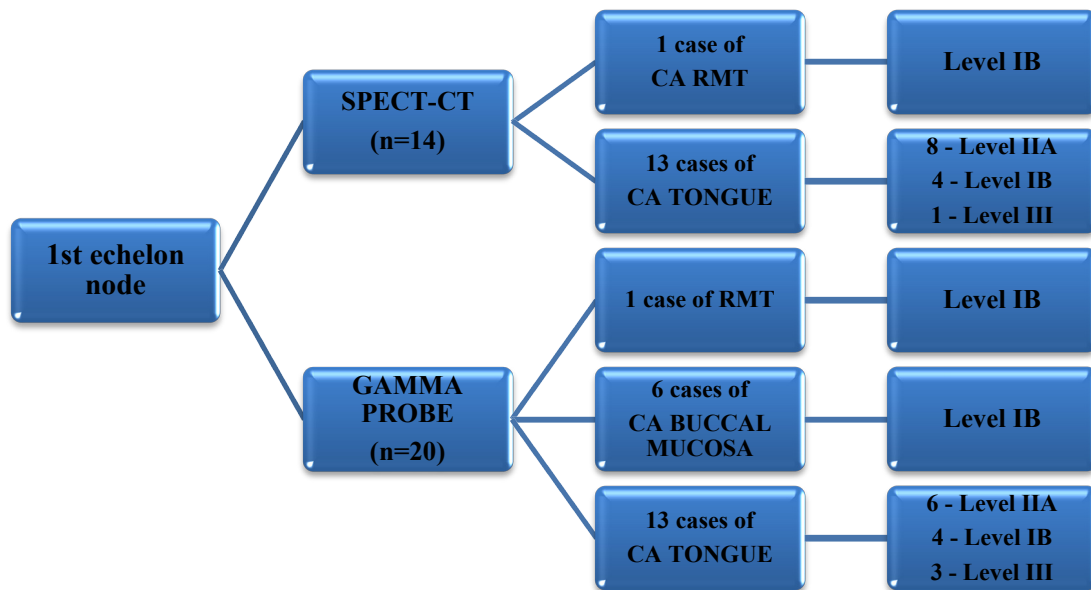 1st echelon
node
SPECT-CT
(n=14)
1 case of
CA RMT
Level IB
13 cases of
CA TONGUE
8 - Level IIA
4 - Level IB
1 - Level III
GAMMA
PROBE
(n=20)
1 case of RMT
Level IB
6 cases of
CA BUCCAL
MUCOSA
Level IB
13 cases of
CA TONGUE
6 - Level IIA
4 - Level IB
3 - Level III